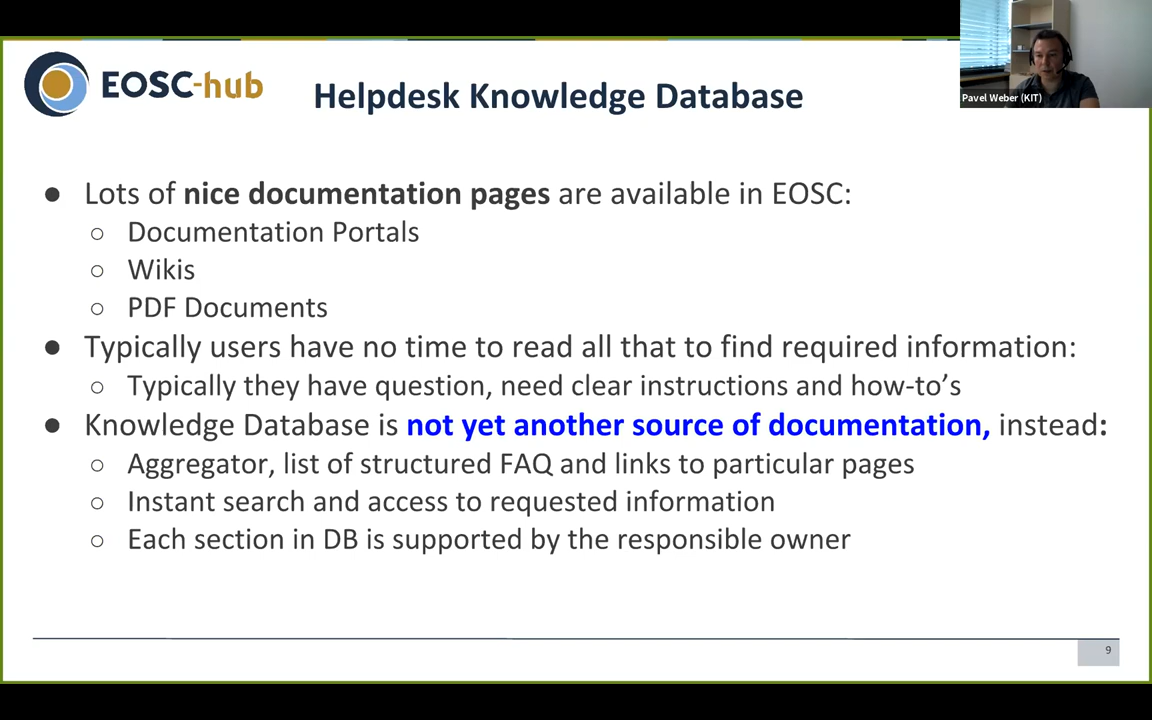 EOSC-hub
Helpdesk Knowledge Database
Pavel Weber (KIT)
● Lots of nice documentation pages are available in EOSC:
○ Documentation Portals
○ Wikis
○ PDF Documents
● Typically users have no time to read all that to find required information:
○ Typically they have question, need clear instructions and how-to’s
● Knowledge Database is not yet another source of documentation, instead:
○ Aggregator, list of structured FAQ and links to particular pages
○ Instant search and access to requested information
○ Each section in DB is supported by the responsible owner
9